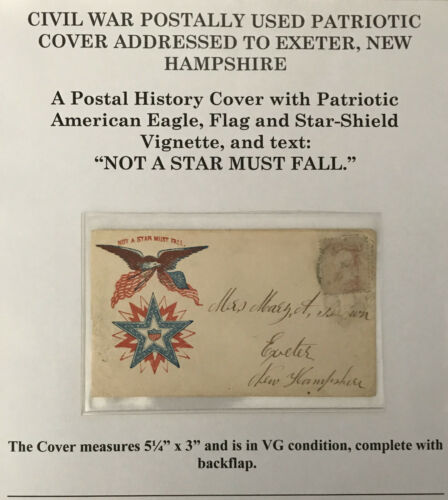 CIVIL WAR POSTALLY USED PATRIOTIC
COVER ADDRESSED TO EXETER, NEW
HAMPSHIRE
A Postal History Cover with Patriotic
American Eagle, Flag and Star-Shield
Vignette, and text:
“NOT A STAR MUST FALL.”
NOT A STAR MUST FALL.
Mrs Mary A,
Exeter
New Hampshire
The Cover measures 5¼” x 3” and is in VG condition, complete with
backflap.